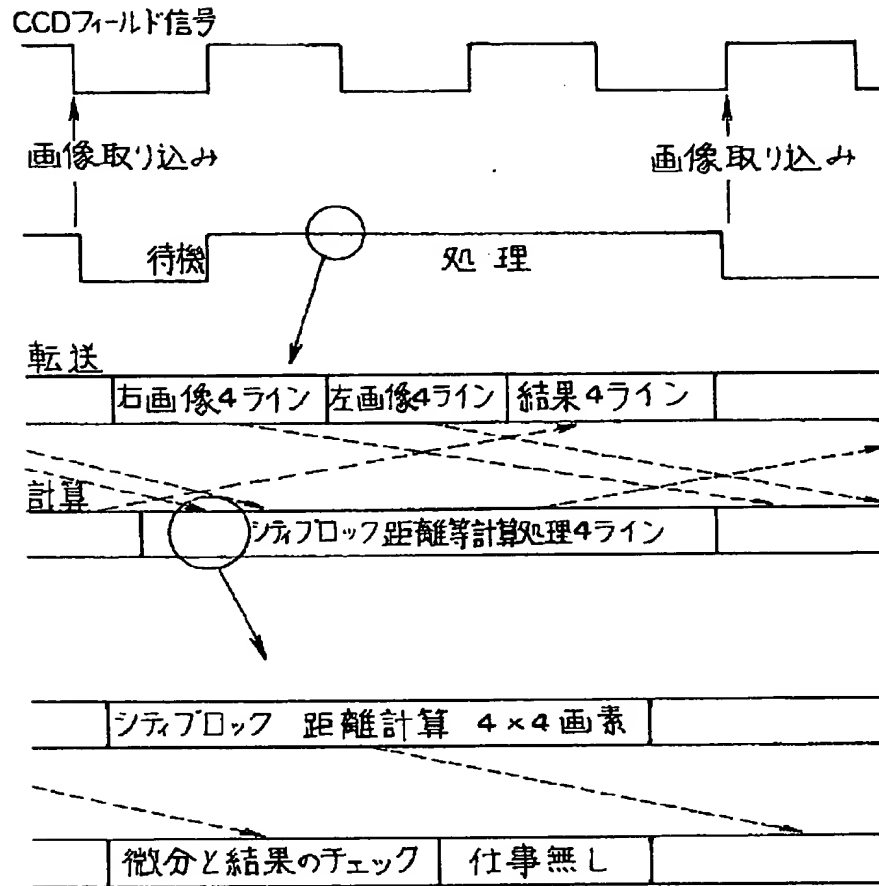 CCDフィールド信号
画像取り込み 画像取り込み
待機 処理
転送
右画像4ライン 左画像4ライン 結果4ライン
計算
シティブロック距離等計算処理4ライン
シティブロック 距離計算 4×4画素
微分と結果のチェック 仕事無し